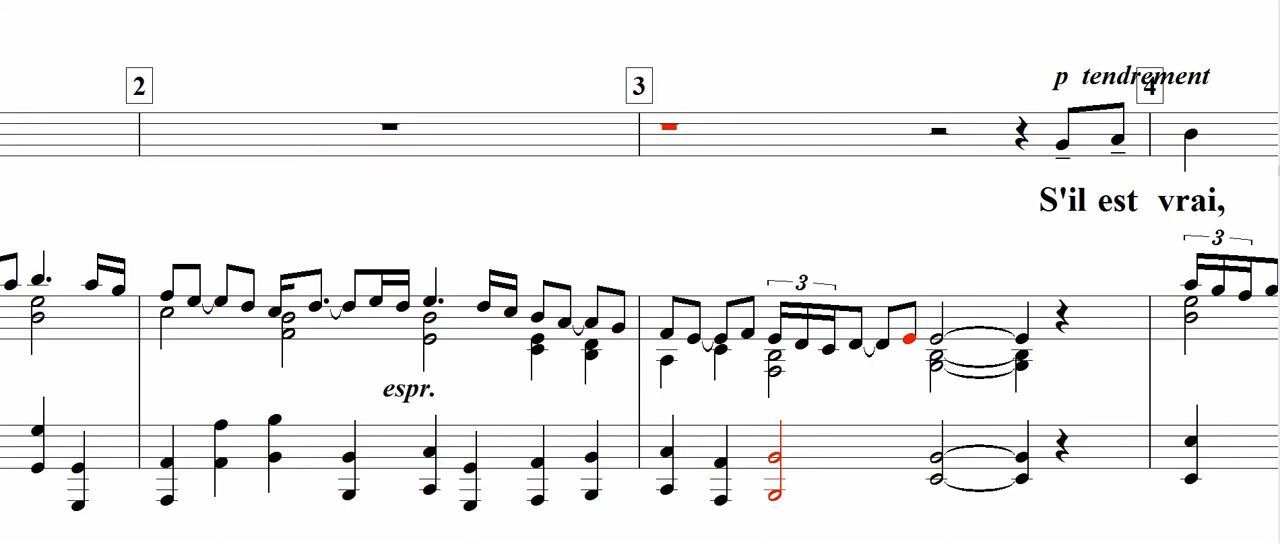 2 3 4
p tendrement
S'il est vrai,
3
3
espr.